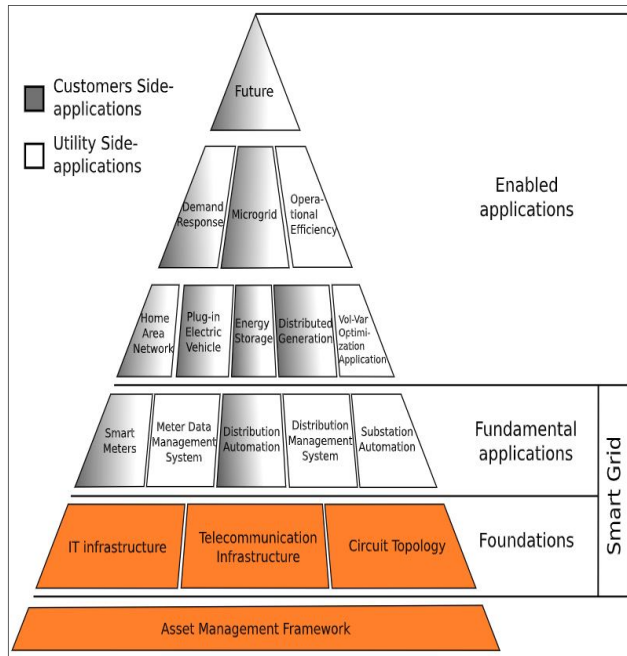 Future
Customers Side-
applications
Utility Side-
applications
Demand
Response
Microgrid
Opera-
tional
Efficiency
Enabled
applications
Home
Area
Network
Plug-in
Electric
Vehicle
Energy
Storage
Distributed
Generation
Vol-Var
Optimi-
zation
Application
Smart
Meters
Meter Data
Management
System
Distribution
Automation
Distribution
Management
System
Substation
Automation
Fundamental
applications
IT infrastructure
Telecommunication
Infrastructure
Circuit Topology
Foundations
Smart Grid
Asset Management Framework